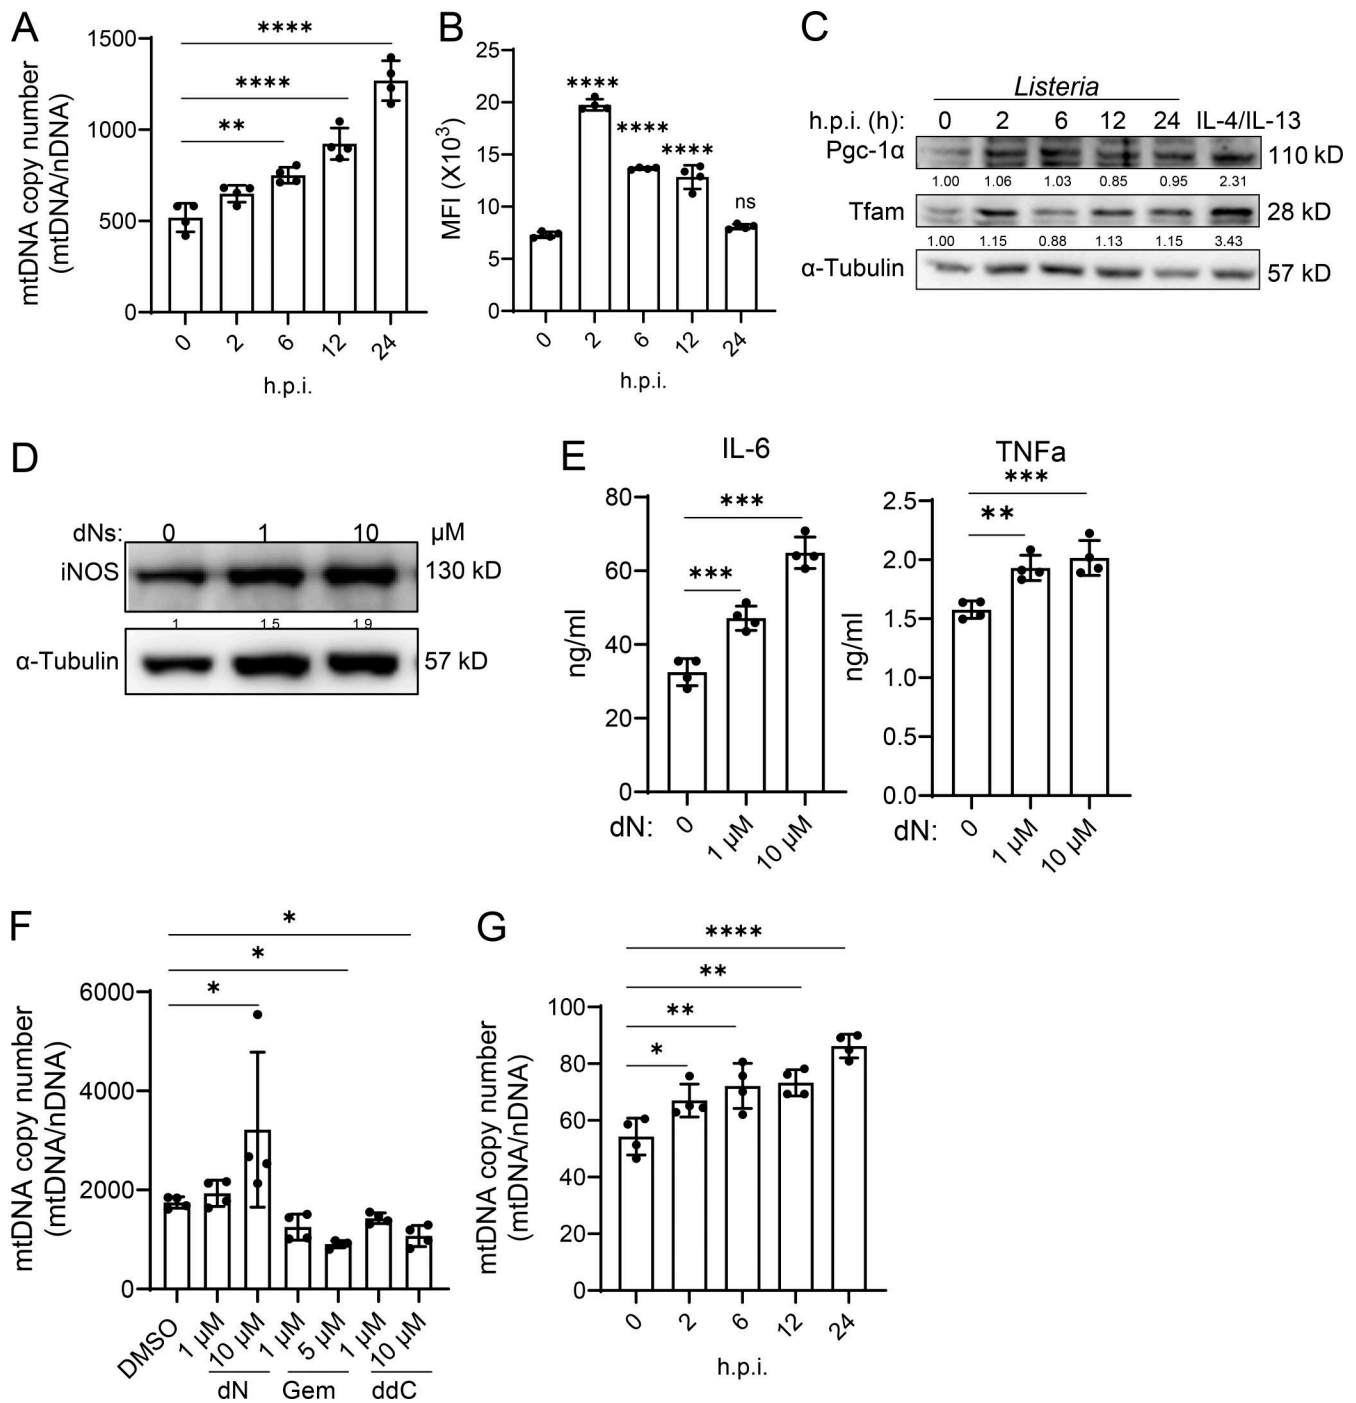 A
mtDNA copy number
(mtDNA/nDNA)
1500
1000
500
0
****
****
**
0 2 6 12 24
h.p.i.
B
MFI (X10³)
25
20
15
10
5
0
****
****
****
ns
0 2 6 12 24
h.p.i.
C
Listeria
h.p.i. (h): 0 2 6 12 24 IL-4/IL-13
Pgc-1α 110 kD
1.00 1.06 1.03 0.85 0.95 2.31
Tfam 28 kD
1.00 1.15 0.88 1.13 1.15 3.43
α-Tubulin 57 kD
D
dNs: 0 1 10 µM
iNOS 130 kD
1 1.5 1.9
α-Tubulin 57 kD
E
IL-6
ng/ml
80
60
40
20
0
***
***
dN: 0 1 µM 10 µM
TNFa
ng/ml
2.5
2.0
1.5
1.0
0.5
0.0
***
**
dN: 0 1 µM 10 µM
F
mtDNA copy number
(mtDNA/nDNA)
6000
4000
2000
0
*
*
*
DMSO 1 µM 10 µM 1 µM 5 µM 1 µM 10 µM
dN Gem ddC
G
mtDNA copy number
(mtDNA/nDNA)
100
80
60
40
20
0
****
**
**
*
0 2 6 12 24
h.p.i.